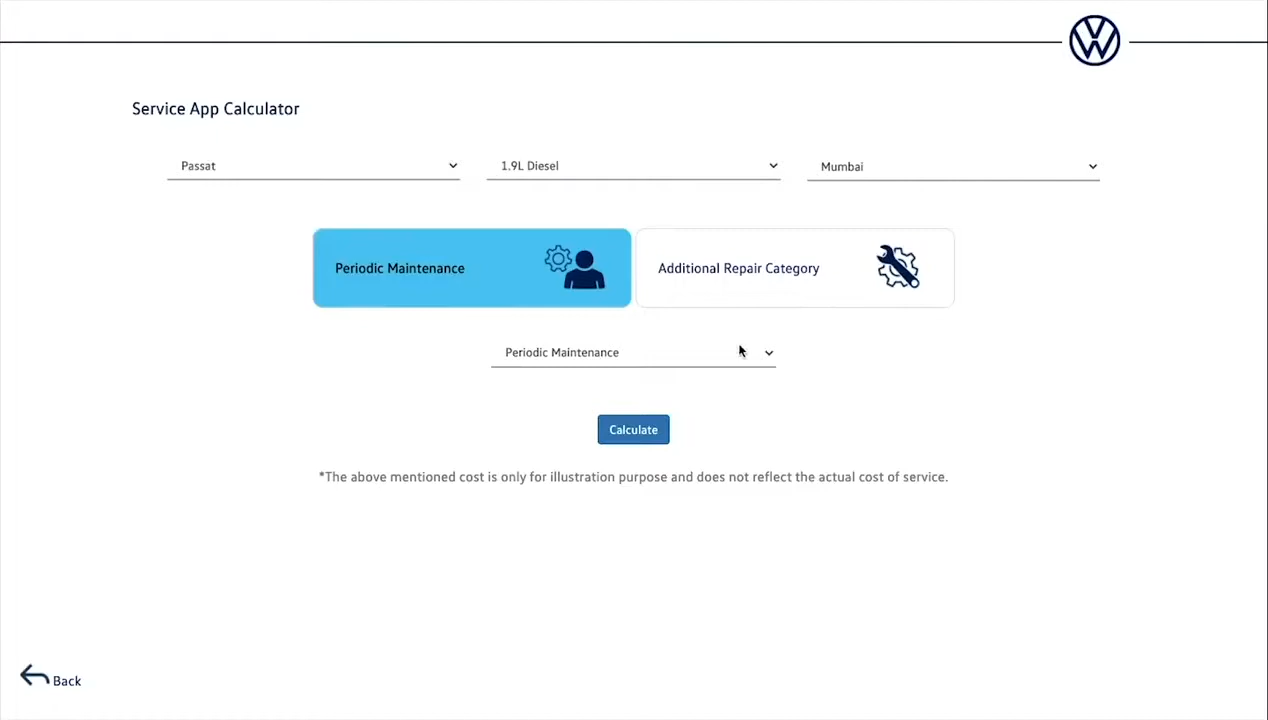 Service App Calculator
Passat 1.9L Diesel Mumbai
Periodic Maintenance Additional Repair Category
Periodic Maintenance
Calculate
*The above mentioned cost is only for illustration purpose and does not reflect the actual cost of service.
Back